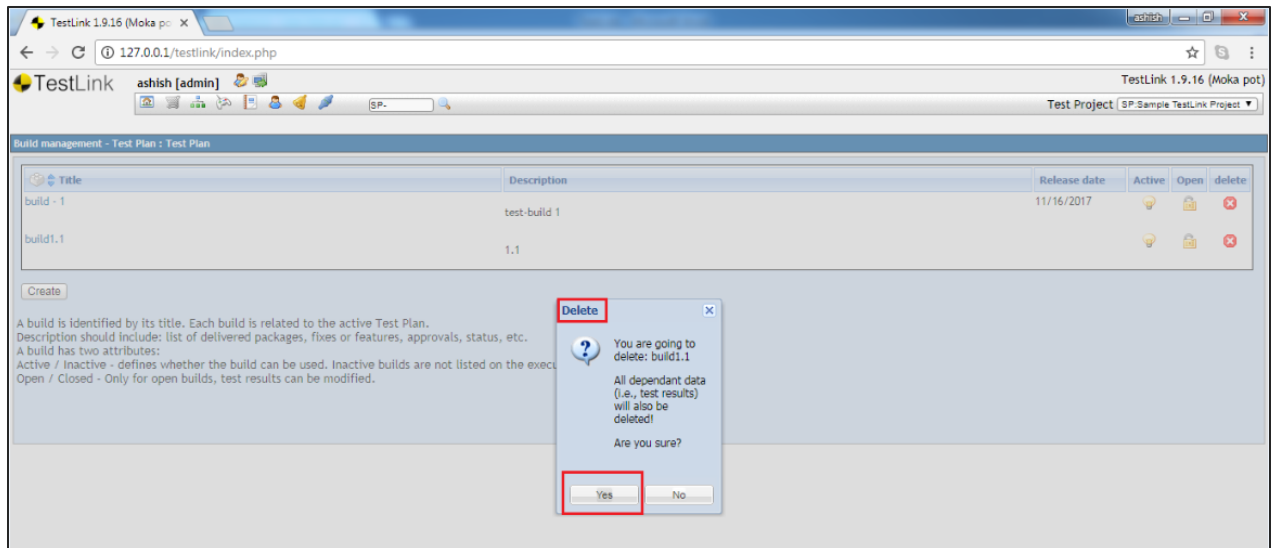 TestLink 1.9.16 (Moka po
ashish
127.0.0.1/testlink/index.php
TestLink ashish [admin] TestLink 1.9.16 (Moka pot)
SP- Test Project SP:Sample TestLink Project
Build management - Test Plan : Test Plan
Title Description Release date Active Open delete
build - 1 test-build 1 11/16/2017
build1.1 1.1
Create
A build is identified by its title. Each build is related to the active Test Plan.
Description should include: list of delivered packages, fixes or features, approvals, status, etc.
A build has two attributes:
Active / Inactive - defines whether the build can be used. Inactive builds are not listed on the execu
Open / Closed - Only for open builds, test results can be modified.
Delete
You are going to
delete: build1.1
All dependant data
(i.e., test results)
will also be
deleted!
Are you sure?
Yes No